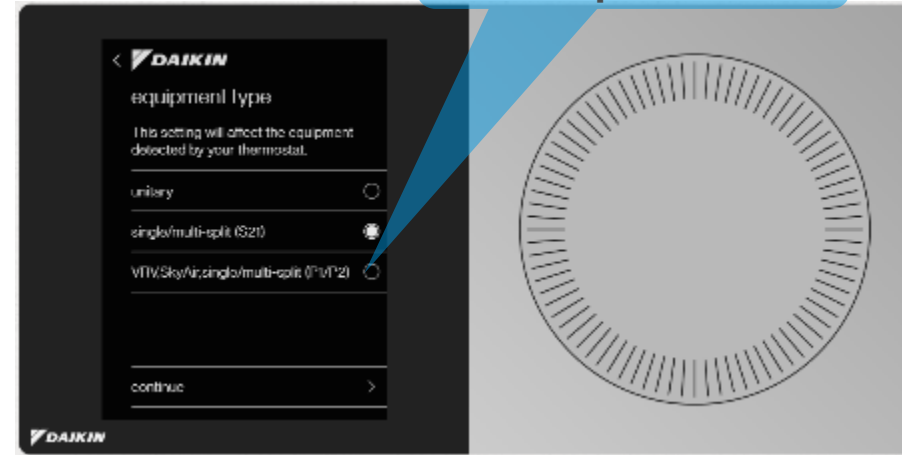 DAIKIN
equipment type
This setting will affect the equipment
detected by your thermostat.
unitary
single/multi-split (S21)
VRV,SkyAir,single/multi-split (P1/P2)
continue
DAIKIN